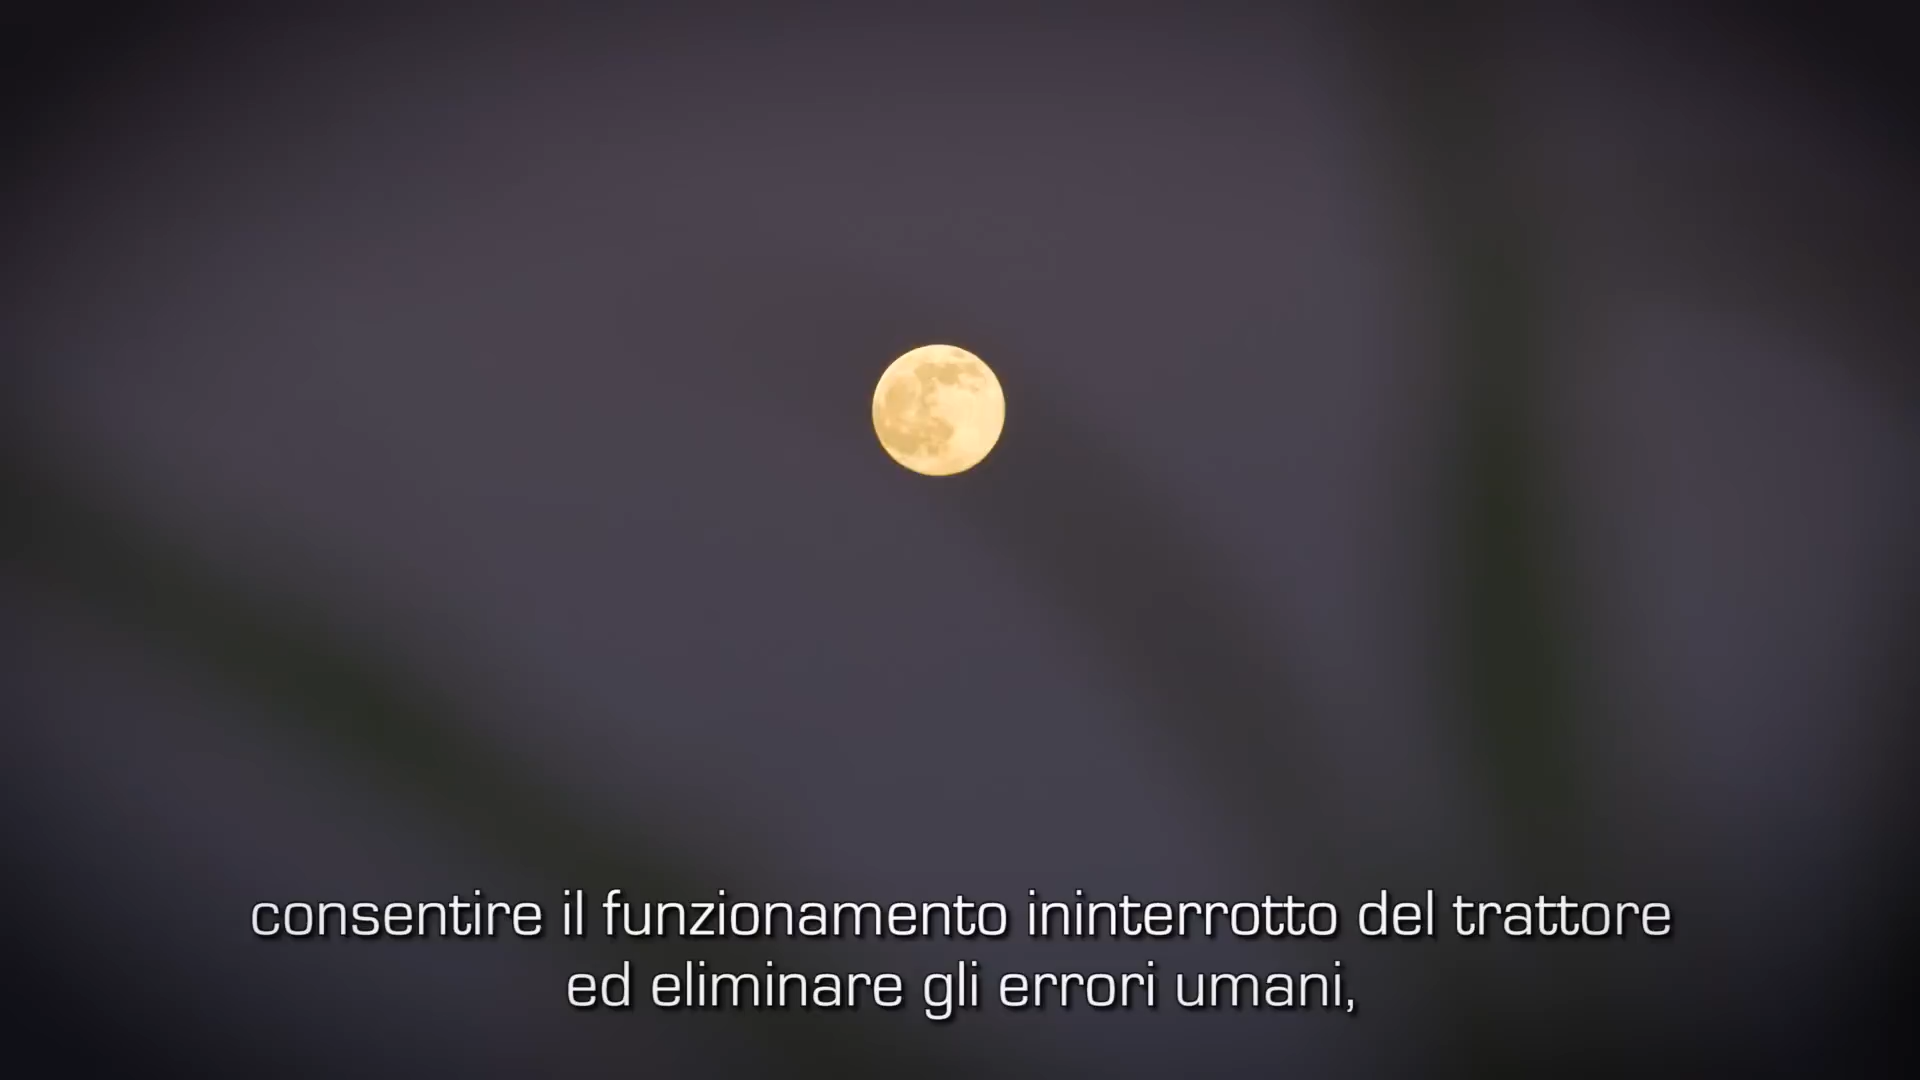 consentire il funzionamento ininterrotto del trattore
ed eliminare gli errori umani,